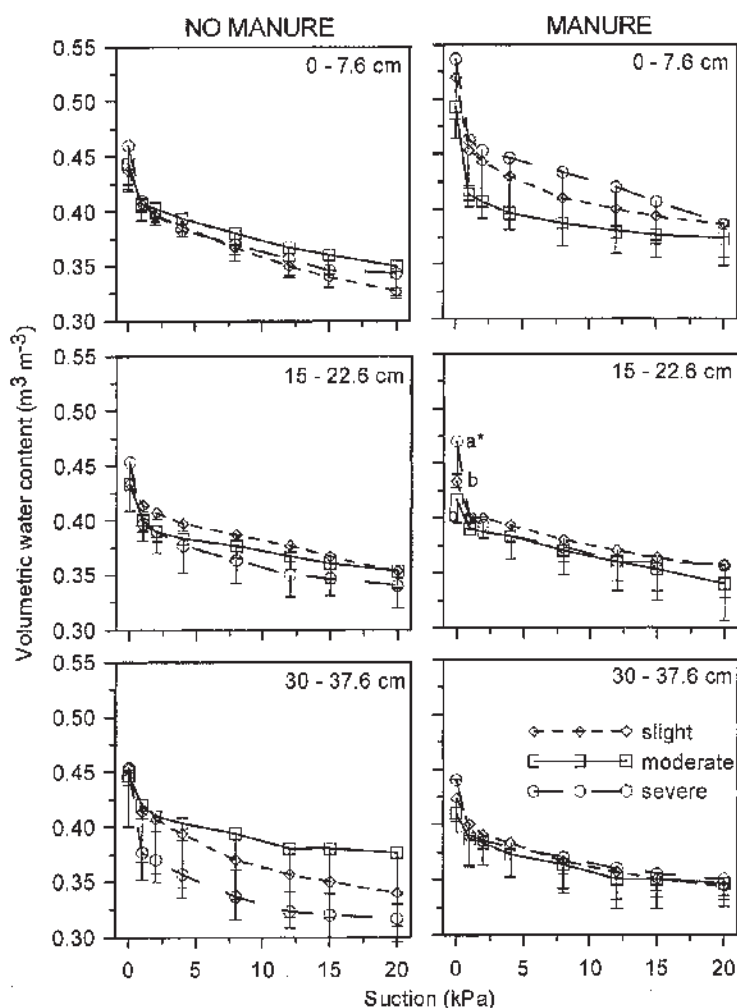 NO MANURE
MANURE
0.55
0.50
0.45
0.40
0.35
0.30
0 - 7.6 cm
0 - 7.6 cm
0.55
0.50
0.45
0.40
0.35
0.30
15 - 22.6 cm
15 - 22.6 cm
a*
b
b
0.55
0.50
0.45
0.40
0.35
0.30
30 - 37.6 cm
30 - 37.6 cm
slight
moderate
severe
0 5 10 15 20
0 5 10 15 20
Volumetric water content (m³ m⁻³)
Suction (kPa)